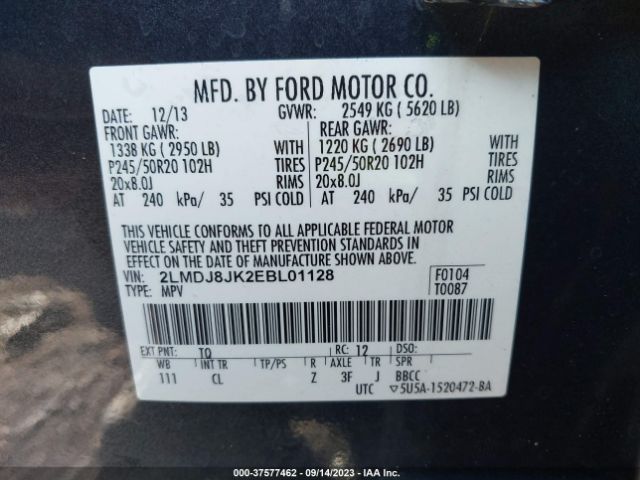 MFD. BY FORD MOTOR CO.
DATE: 12/13 GVWR: 2549 KG ( 5620 LB)
FRONT GAWR: REAR GAWR:
1338 KG ( 2950 LB) WITH 1220 KG ( 2690 LB) WITH
P245/50R20 102H TIRES P245/50R20 102H TIRES
20x8.0J RIMS 20x8.0J RIMS
AT 240 kPa/ 35 PSI COLD AT 240 kPa/ 35 PSI COLD
THIS VEHICLE CONFORMS TO ALL APPLICABLE FEDERAL MOTOR
VEHICLE SAFETY AND THEFT PREVENTION STANDARDS IN
EFFECT ON THE DATE OF MANUFACTURE SHOWN ABOVE.
VIN: 2LMDJ8JK2EBL01128 F0104
TYPE: MPV T0087
EXT PNT: TQ RC: 12 DSO:
WB INT TR TP/PS R AXLE TR SPR
111 CL Z 3F J BBCC
UTC ▽5U5A-1520472-BA
000-37577462 - 09/14/2023 - IAA Inc.